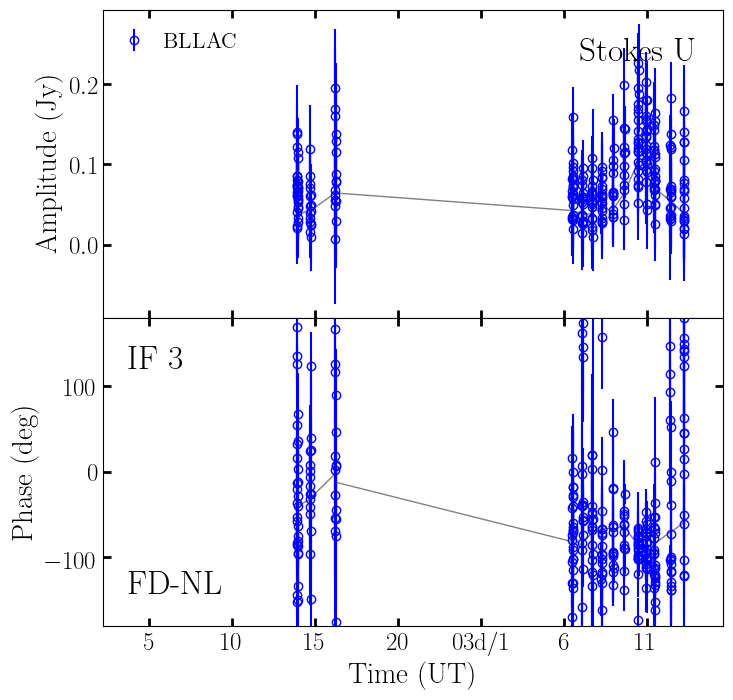 BLLAC
Stokes U
0.2
0.1
0.0
Amplitude (Jy)
IF 3
FD-NL
100
0
−100
Phase (deg)
5 10 15 20 03d/1 6 11
Time (UT)